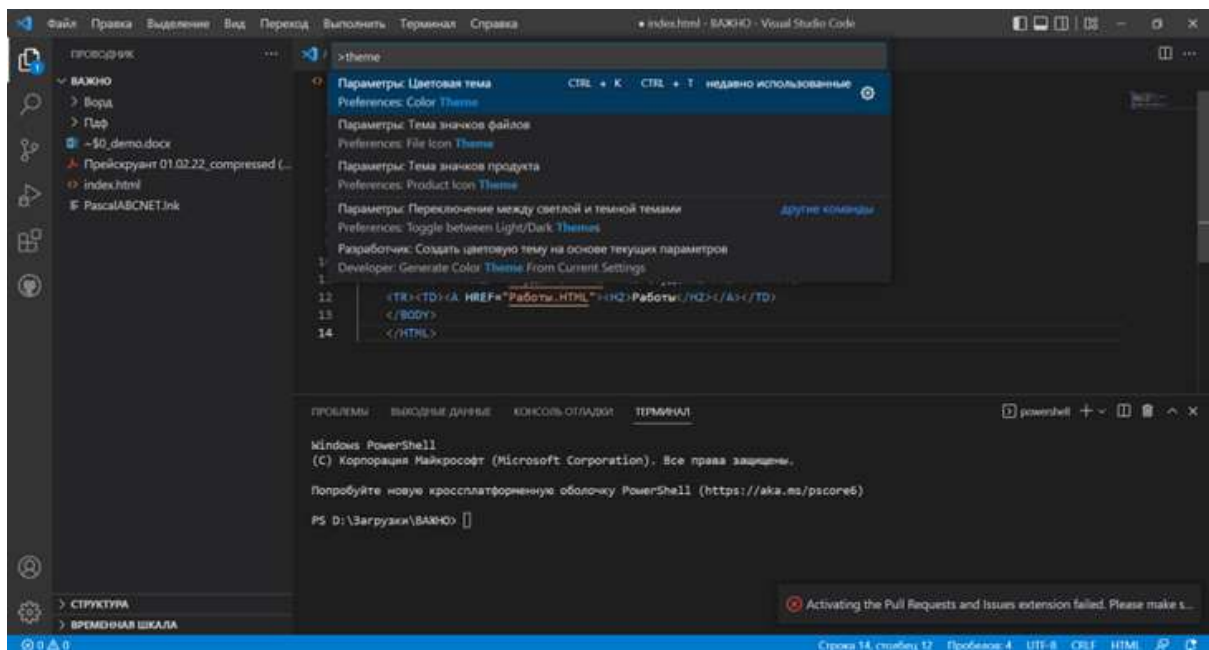 Файл Правка Выделение Вид Переход Выполнить Терминал Справка
● index.html - ВАЖНО - Visual Studio Code
ПРОВОДНИК
1
ВАЖНО
Ворд
Пдф
~$0_demo.docx
Прейскруант 01.02.22_compressed (...
index.html
PascalABCNET.lnk
>theme
Параметры: Цветовая тема CTRL + K CTRL + T недавно использованные
Preferences: Color Theme
Параметры: Тема значков файлов
Preferences: File Icon Theme
Параметры: Тема значков продукта
Preferences: Product Icon Theme
Параметры: Переключение между светлой и темной темами другие команды
Preferences: Toggle between Light/Dark Themes
Разработчик: Создать цветовую тему на основе текущих параметров
Developer: Generate Color Theme From Current Settings
12 <TR><TD><A HREF="Работы.HTML"><H2>Работы</H2></A></TD>
13 </BODY>
14 </HTML>
ПРОБЛЕМЫ ВЫХОДНЫЕ ДАННЫЕ КОНСОЛЬ ОТЛАДКИ ТЕРМИНАЛ
powershell
Windows PowerShell
(C) Корпорация Майкрософт (Microsoft Corporation). Все права защищены.
Попробуйте новую кроссплатформенную оболочку PowerShell (https://aka.ms/pscore6)
PS D:\Загрузки\ВАЖНО>
СТРУКТУРА
ВРЕМЕННАЯ ШКАЛА
Activating the Pull Requests and Issues extension failed. Please make s...
0 0
Строка 14, столбец 12 Пробелов: 4 UTF-8 CRLF HTML